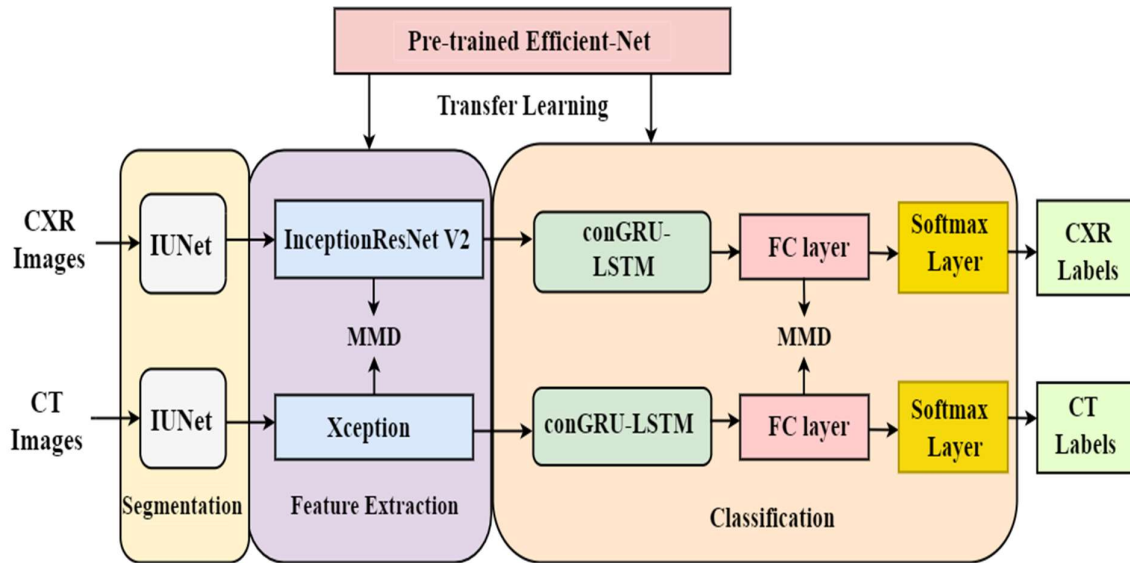 Pre-trained Efficient-Net
Transfer Learning
CXR
Images
IUNet
InceptionResNet V2
conGRU-
LSTM
FC layer
Softmax
Layer
CXR
Labels
MMD
MMD
CT
Images
IUNet
Xception
conGRU-LSTM
FC layer
Softmax
Layer
CT
Labels
Segmentation
Feature Extraction
Classification